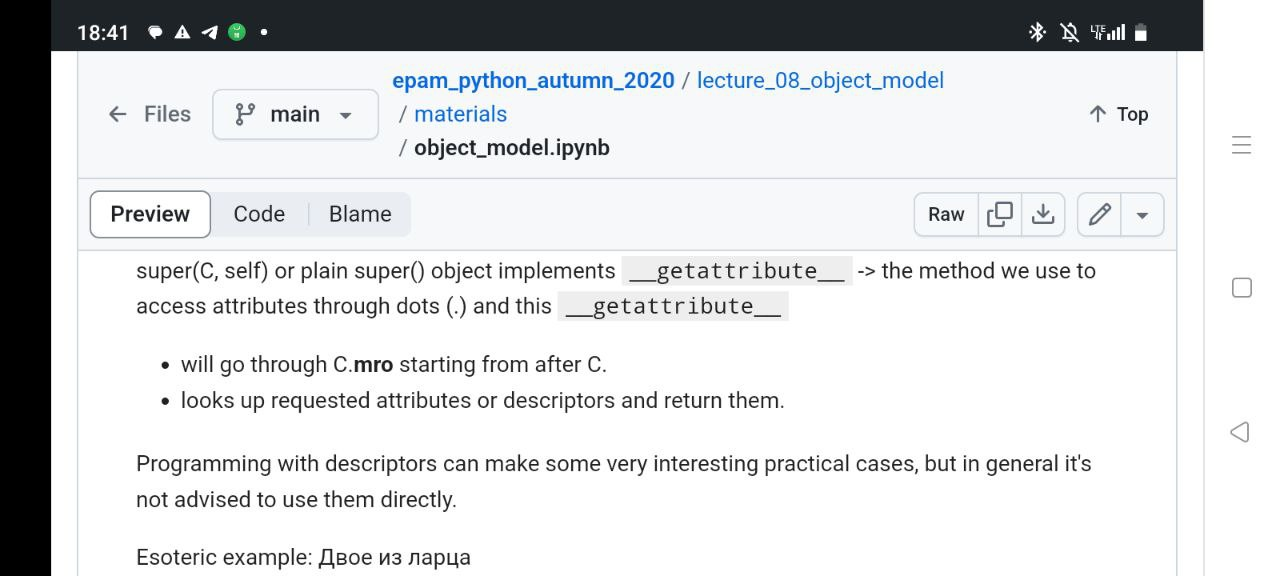 18:41
LTE
epam_python_autumn_2020 / lecture_08_object_model
← Files
main
/ materials
↑ Top
/ object_model.ipynb
Preview
Code
Blame
Raw
super(C, self) or plain super() object implements __getattribute__ -> the method we use to
access attributes through dots (.) and this __getattribute__
• will go through C.mro starting from after C.
• looks up requested attributes or descriptors and return them.
Programming with descriptors can make some very interesting practical cases, but in general it's
not advised to use them directly.
Esoteric example: Двое из ларца